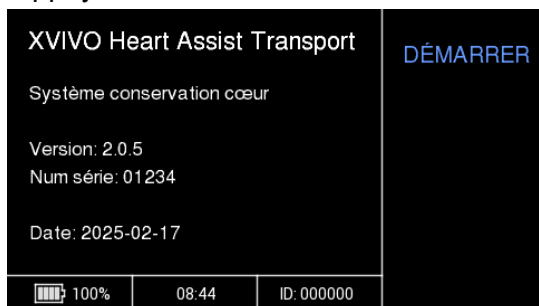 XVIVO Heart Assist Transport
DÉMARRER
Système conservation cœur
Version: 2.0.5
Num série: 01234
Date: 2025-02-17
100%
08:44
ID: 000000